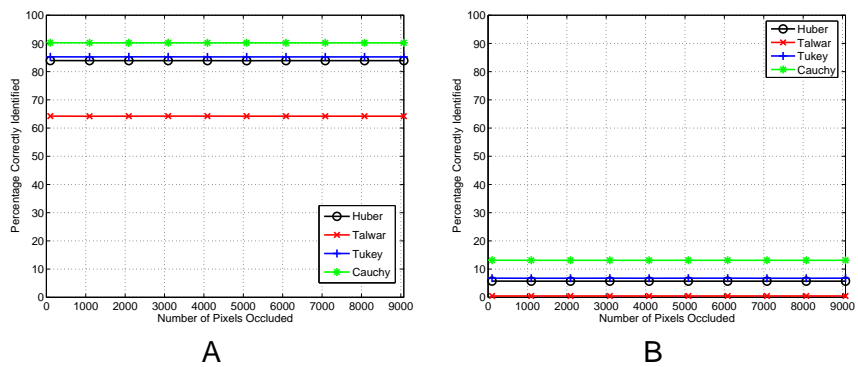 Percentage Correctly Identified
100
90
80
70
60
50
40
30
20
10
0
Huber
Talwar
Tukey
Cauchy
0 1000 2000 3000 4000 5000 6000 7000 8000 9000
Number of Pixels Occluded
A
Percentage Correctly Identified
100
90
80
70
60
50
40
30
20
10
0
Huber
Talwar
Tukey
Cauchy
0 1000 2000 3000 4000 5000 6000 7000 8000 9000
Number of Pixels Occluded
B